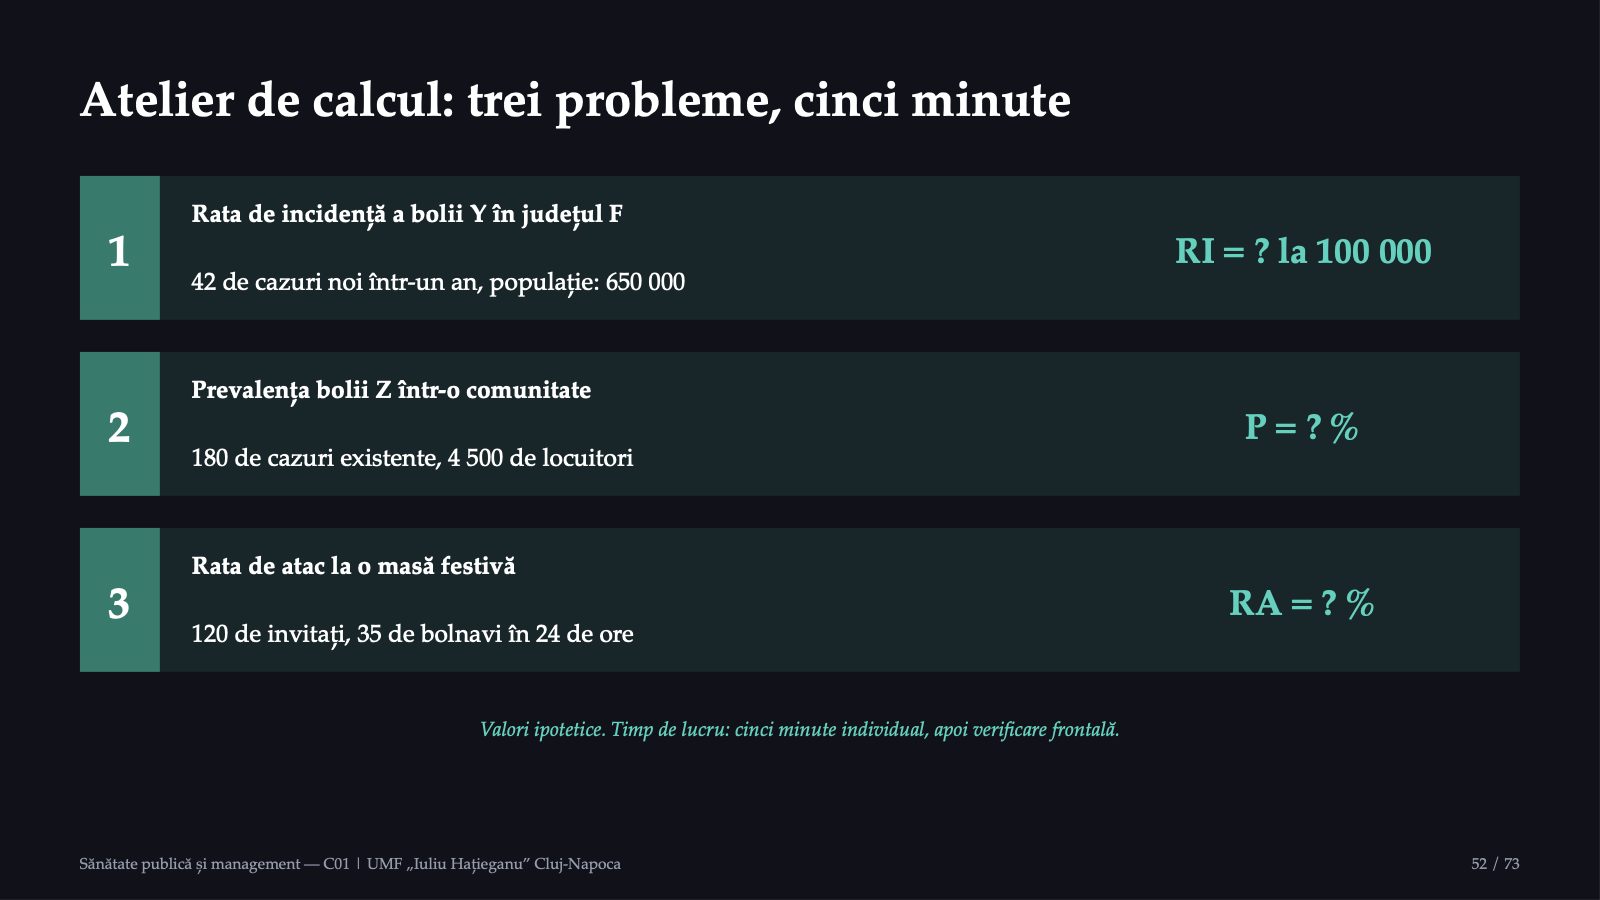 Atelier de calcul: trei probleme, cinci minute
1
Rata de incidență a bolii Y în județul F
42 de cazuri noi într-un an, populație: 650 000
RI = ? la 100 000
2
Prevalența bolii Z într-o comunitate
180 de cazuri existente, 4 500 de locuitori
P = ? %
3
Rata de atac la o masă festivă
120 de invitați, 35 de bolnavi în 24 de ore
RA = ? %
Valori ipotetice. Timp de lucru: cinci minute individual, apoi verificare frontală.
Sănătate publică și management — C01 | UMF „Iuliu Hațieganu” Cluj-Napoca
52 / 73